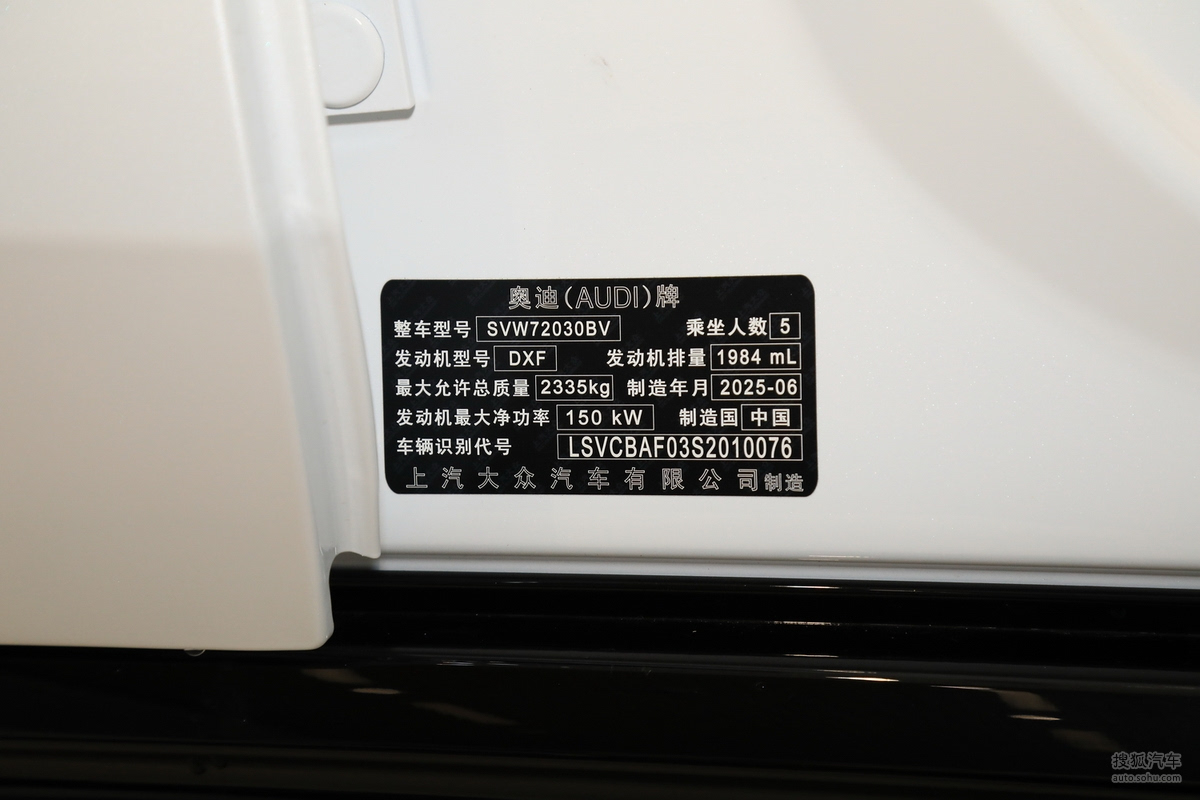 奥迪(AUDI)牌
整车型号 SVW72030BV 乘坐人数 5
发动机型号 DXF 发动机排量 1984 mL
最大允许总质量 2335kg 制造年月 2025-06
发动机最大净功率 150 kW 制造国 中国
车辆识别代号 LSVCBAF03S2010076
上汽大众汽车有限公司制造
搜狐汽车
auto.sohu.com